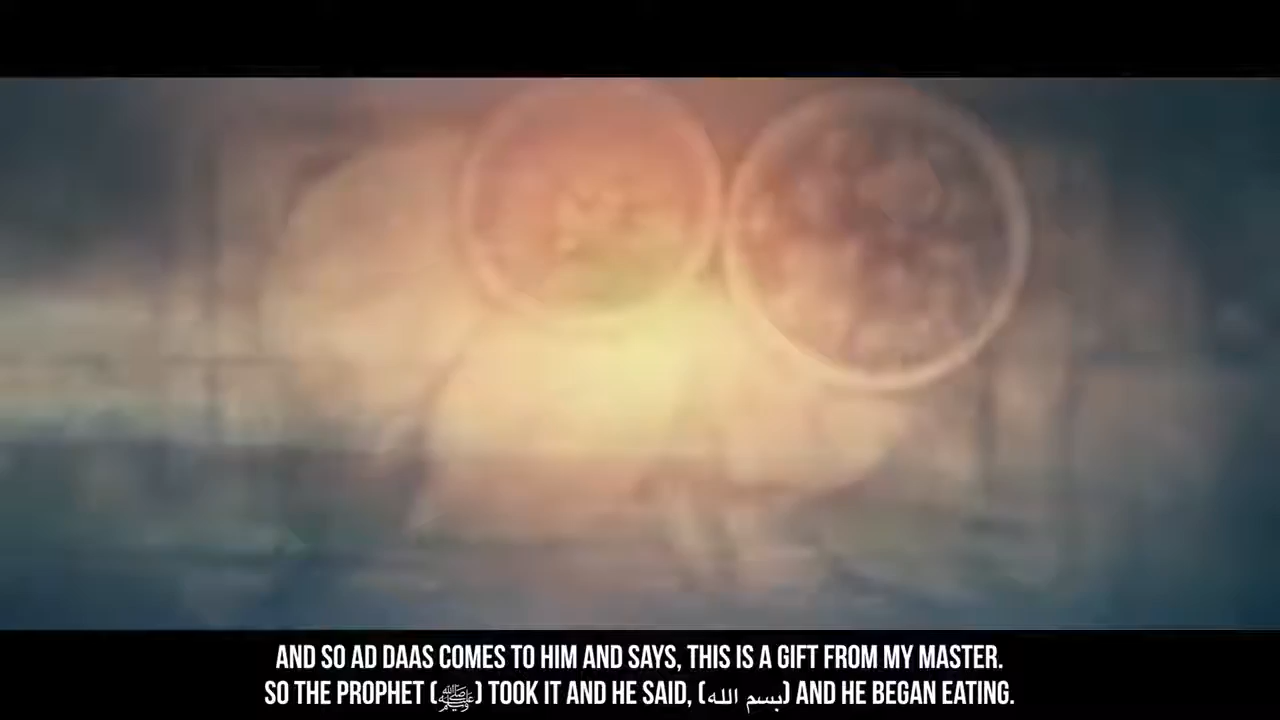 AND SO AD DAAS COMES TO HIM AND SAYS, THIS IS A GIFT FROM MY MASTER.
SO THE PROPHET (ﷺ) TOOK IT AND HE SAID, (بسم الله) AND HE BEGAN EATING.